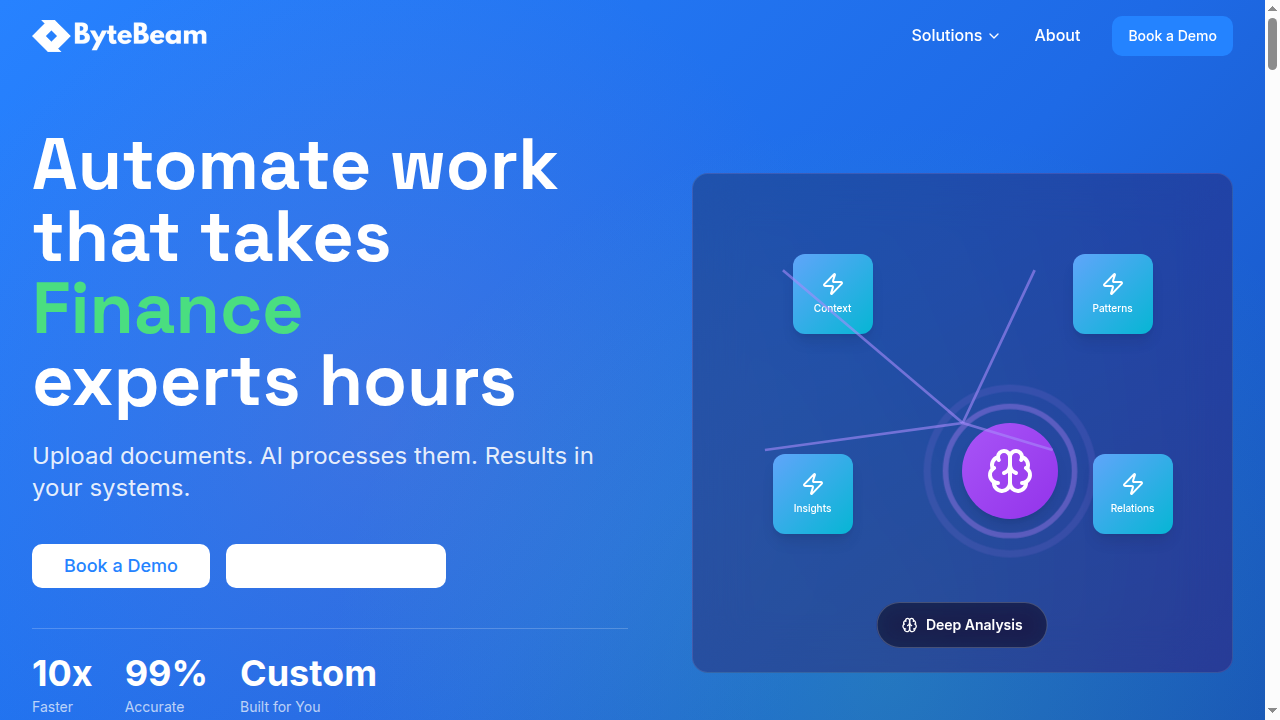 ByteBeam
Solutions
About
Book a Demo
Automate work
that takes
Finance
experts hours
Upload documents. AI processes them. Results in
your systems.
Book a Demo
10x
Faster
99%
Accurate
Custom
Built for You
Context
Patterns
Insights
Relations
Deep Analysis